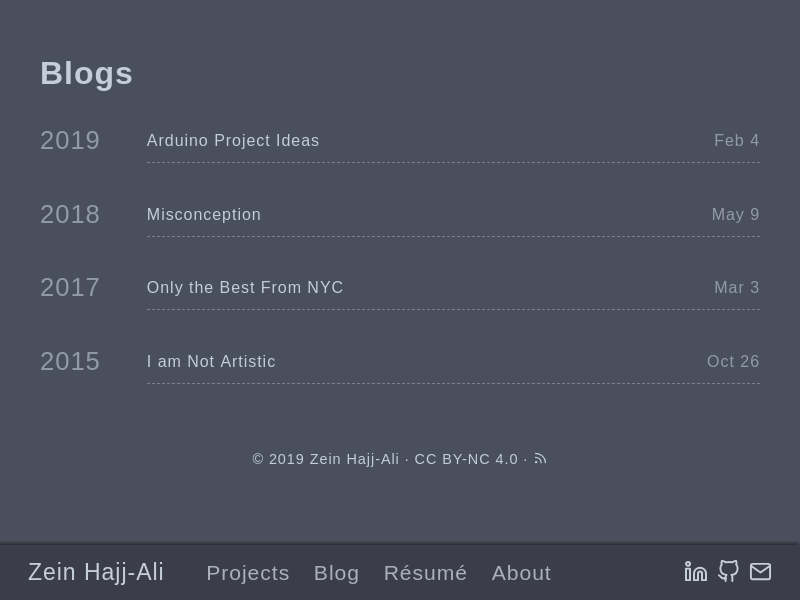 Blogs
2019 Arduino Project Ideas Feb 4
2018 Misconception May 9
2017 Only the Best From NYC Mar 3
2015 I am Not Artistic Oct 26
© 2019 Zein Hajj-Ali · CC BY-NC 4.0 ·
Zein Hajj-Ali Projects Blog Résumé About